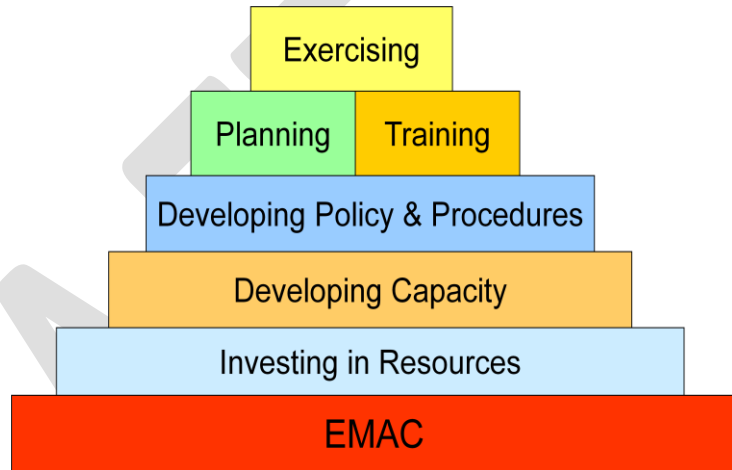 Exercising
Planning Training
Developing Policy & Procedures
Developing Capacity
Investing in Resources
EMAC